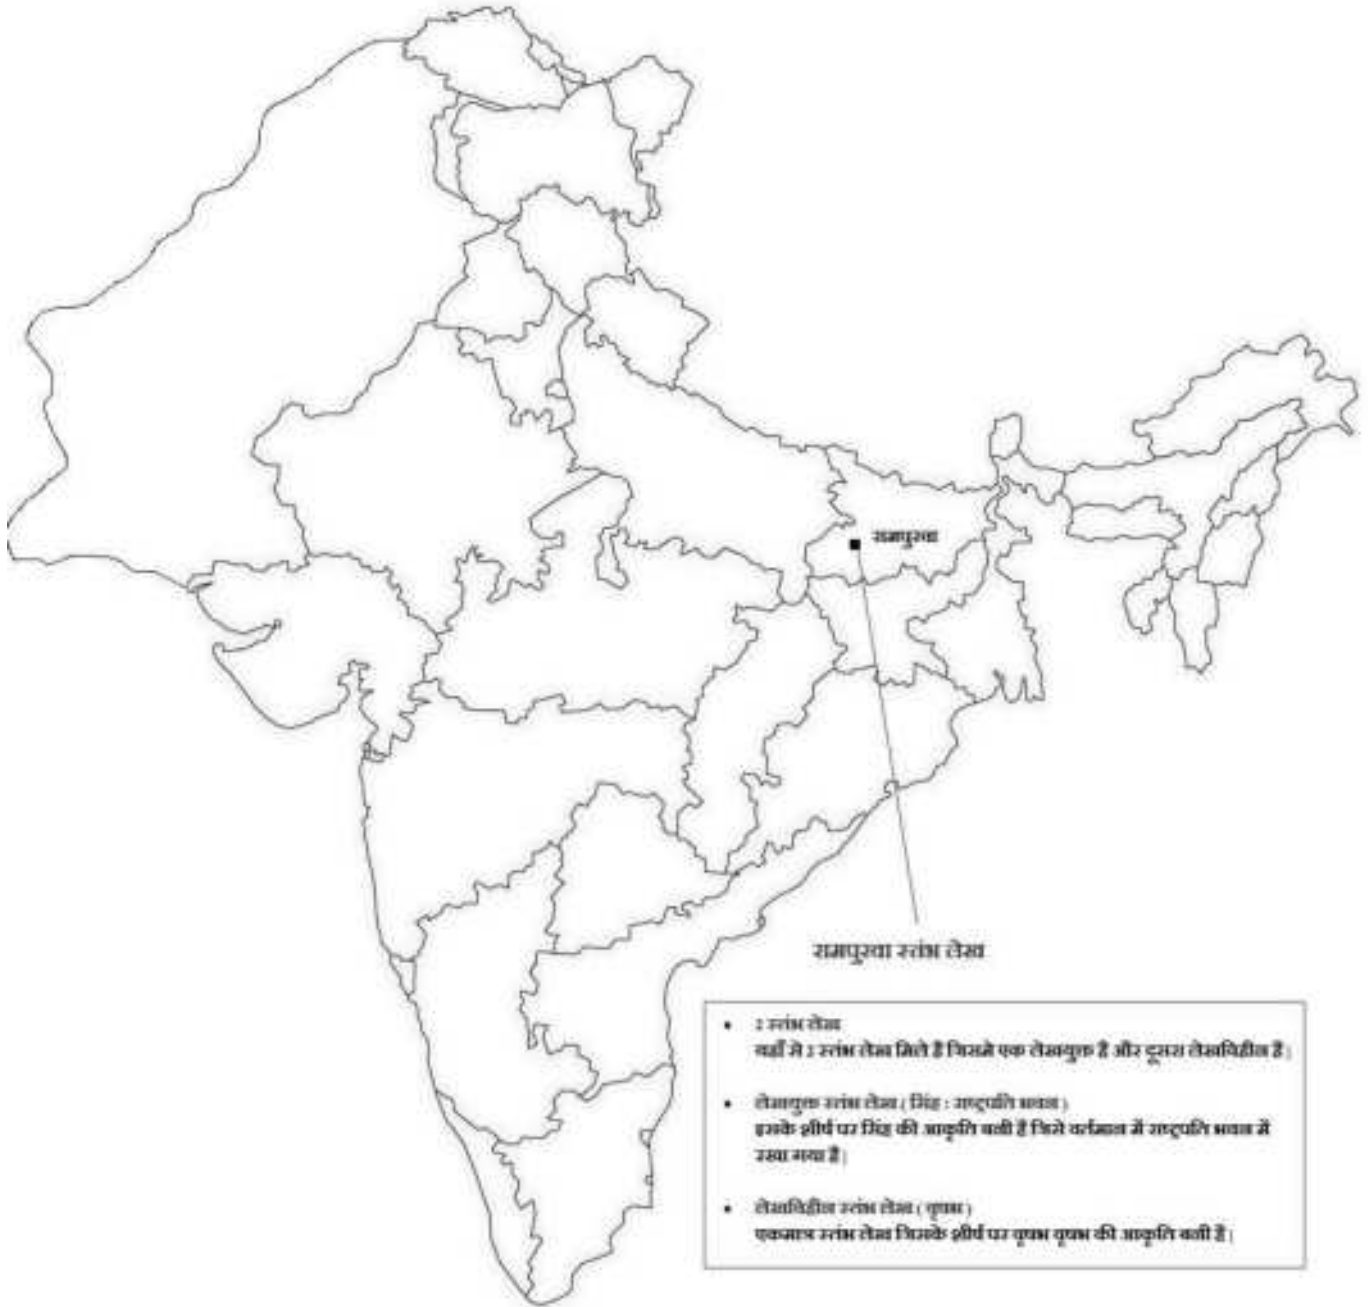 रामपुरवा
रामपुरवा स्तंभ लेख
• 2 स्तंभ लेख
यहाँ से 2 स्तंभ लेख मिले है जिसमे एक लेखयुक्त है और दूसरा लेखविहीन है |
• लेखयुक्त स्तंभ लेख ( सिंह : राष्ट्रपति भवन )
इसके शीर्ष पर सिंह की आकृति बनी है जिसे वर्तमान में राष्ट्रपति भवन में
रखा गया है |
• लेखविहीन स्तंभ लेख ( वृषभ )
एकमात्र स्तंभ लेख जिसके शीर्ष पर वृषभ वृषभ की आकृति बनी है |